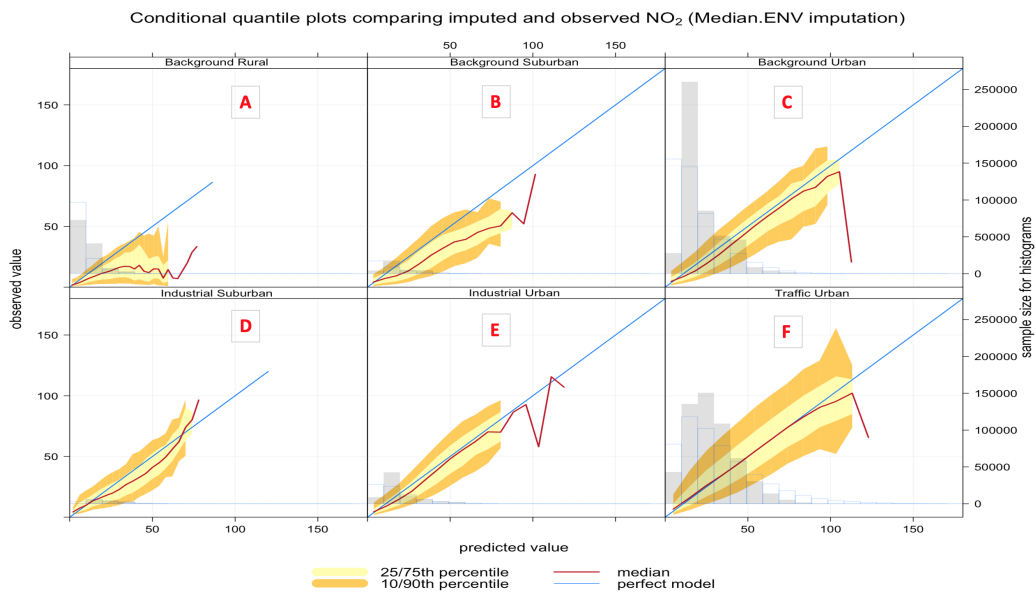 Conditional quantile plots comparing imputed and observed NO₂ (Median.ENV imputation)
50 100 150
Background Rural Background Suburban Background Urban
A B C
150
100
50
250000
200000
150000
100000
50000
0
Industrial Suburban Industrial Urban Traffic Urban
D E F
150
100
50
250000
200000
150000
100000
50000
0
observed value
sample size for histograms
50 100 150 50 100 150
predicted value
25/75th percentile median
10/90th percentile perfect model